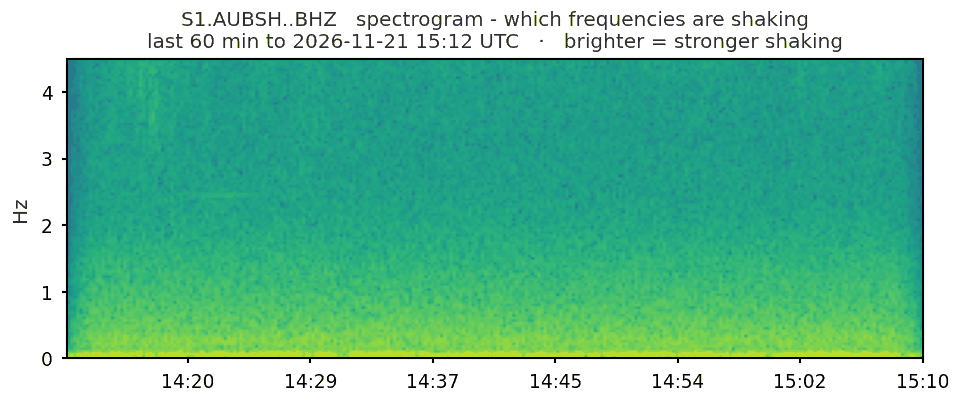 S1.AUBSH..BHZ   spectrogram - which frequencies are shaking
last 60 min to 2026-11-21 15:12 UTC   ·   brighter = stronger shaking
4
3
2
1
0
Hz
14:20 14:29 14:37 14:45 14:54 15:02 15:10